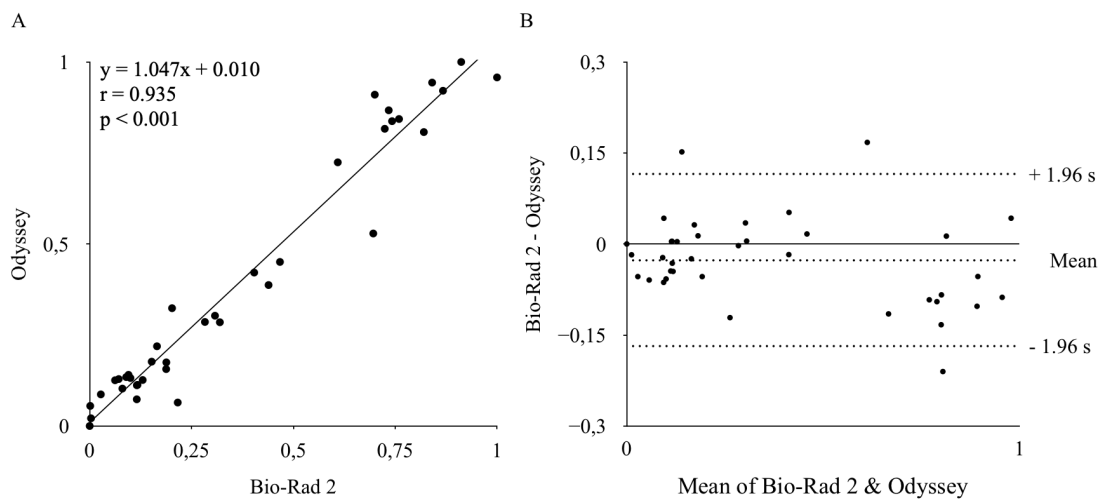 A
y = 1.047x + 0.010
r = 0.935
p < 0.001
1
0,5
0
Odyssey
0
0,25
0,5
0,75
1
Bio-Rad 2
B
0,3
0,15
0
−0,15
−0,3
Bio-Rad 2 - Odyssey
+ 1.96 s
Mean
- 1.96 s
0
1
Mean of Bio-Rad 2 & Odyssey